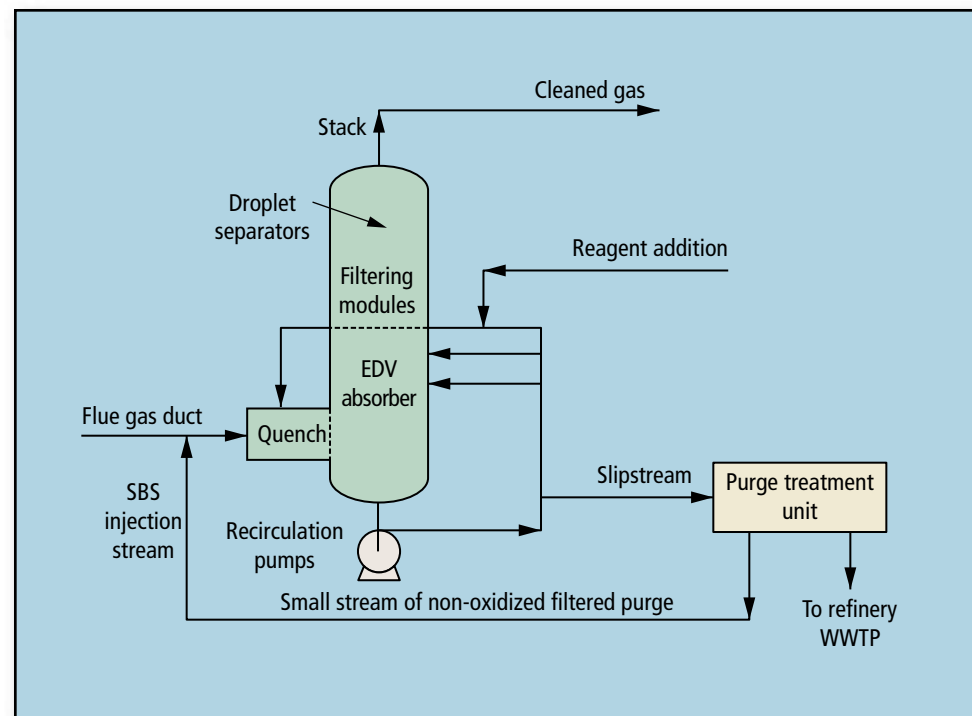 Cleaned gas
Stack
Droplet
separators
Reagent addition
Filtering
modules
EDV
absorber
Flue gas duct
Quench
Slipstream
Purge treatment
unit
SBS
injection
stream
Recirculation
pumps
Small stream of non-oxidized filtered purge
To refinery
WWTP